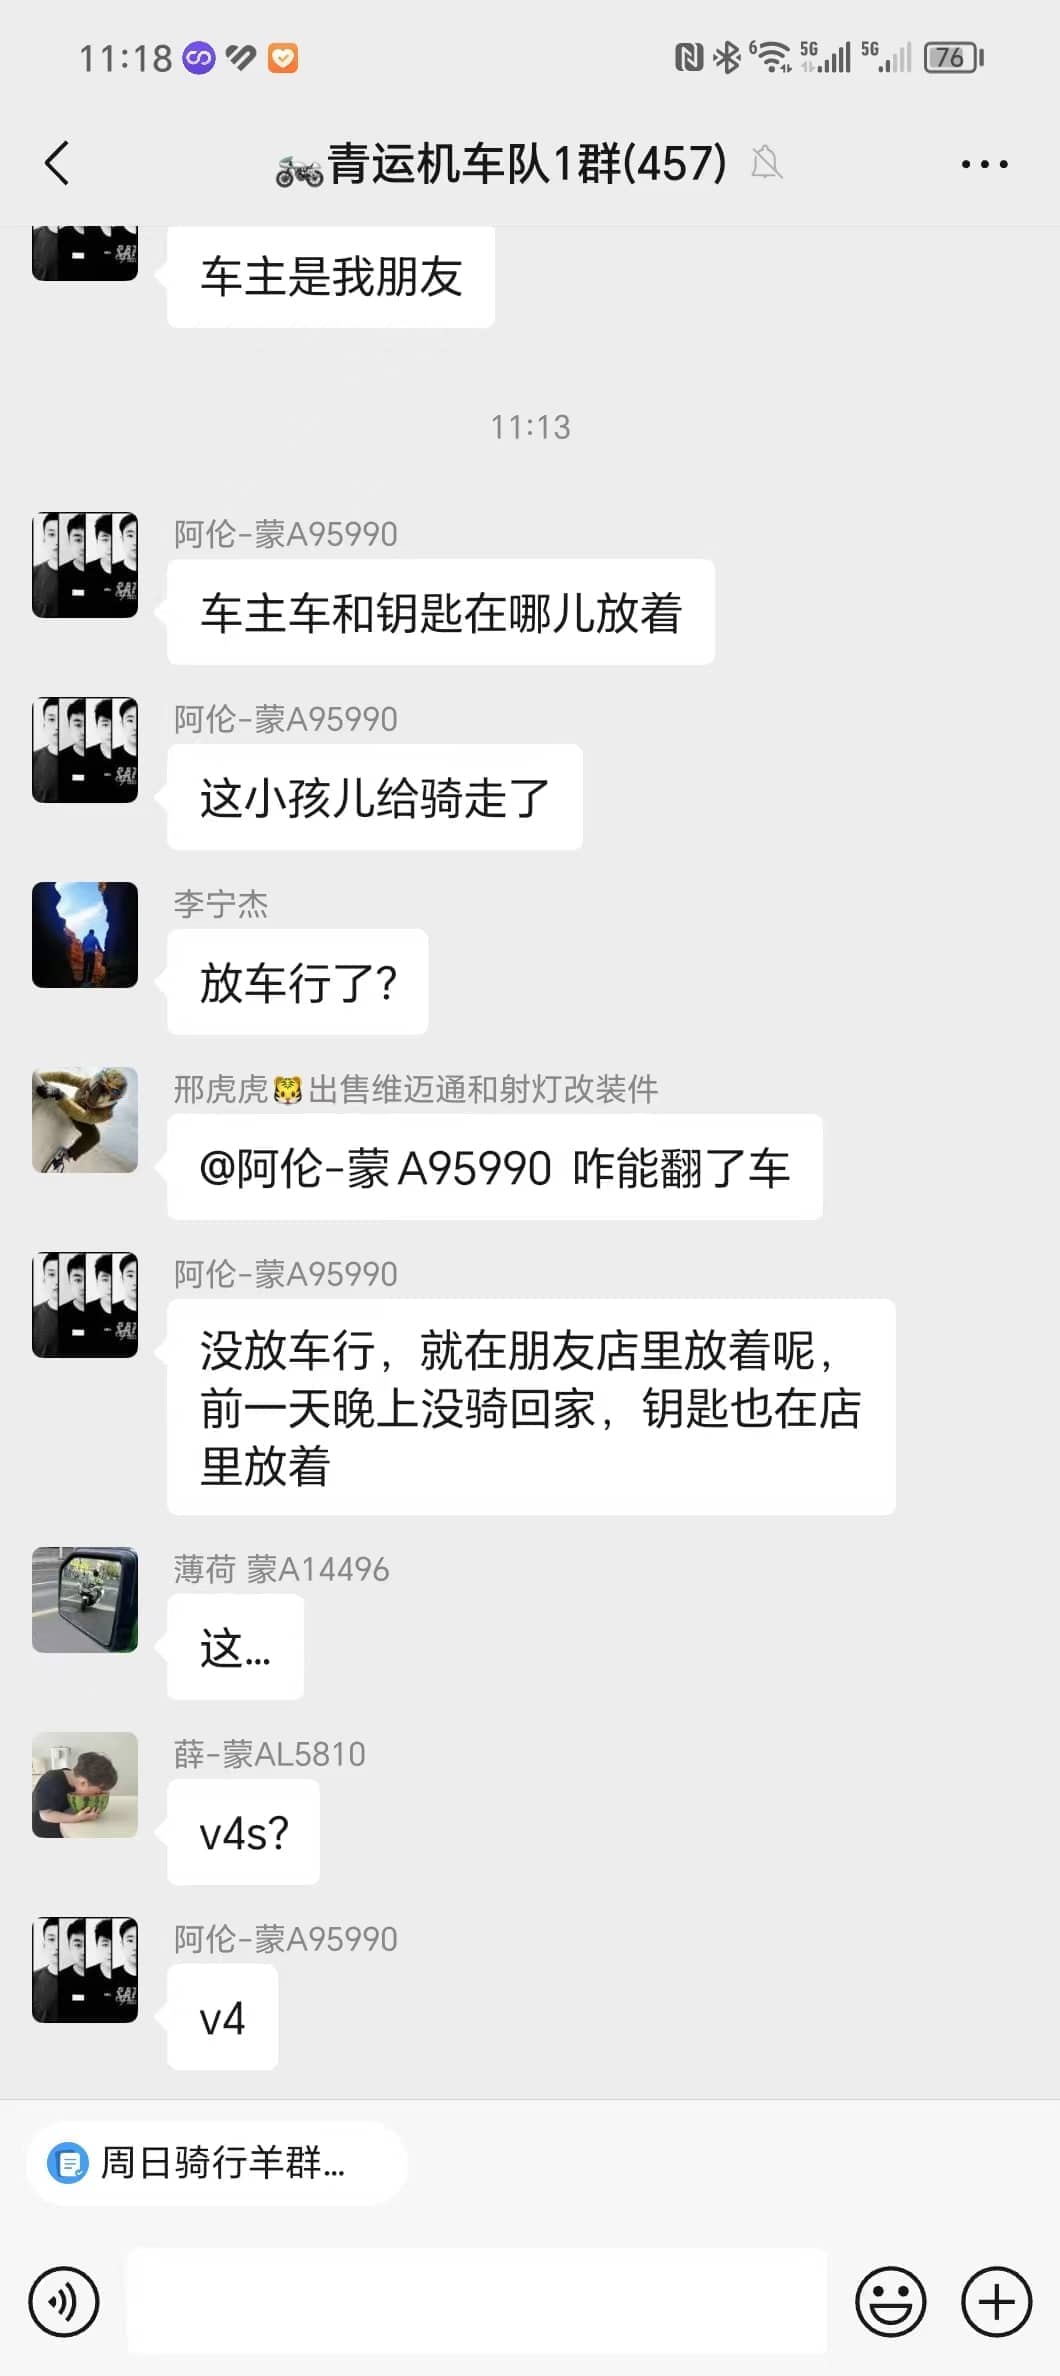 11:18
6 5G 5G 76
青运机车队1群(457)
车主是我朋友
11:13
阿伦-蒙A95990
车主车和钥匙在哪儿放着
阿伦-蒙A95990
这小孩儿给骑走了
李宁杰
放车行了?
邢虎虎🐯出售维迈通和射灯改装件
@阿伦-蒙A95990 咋能翻了车
阿伦-蒙A95990
没放车行，就在朋友店里放着呢，
前一天晚上没骑回家，钥匙也在店
里放着
薄荷 蒙A14496
这...
薛-蒙AL5810
v4s?
阿伦-蒙A95990
v4
周日骑行羊群...